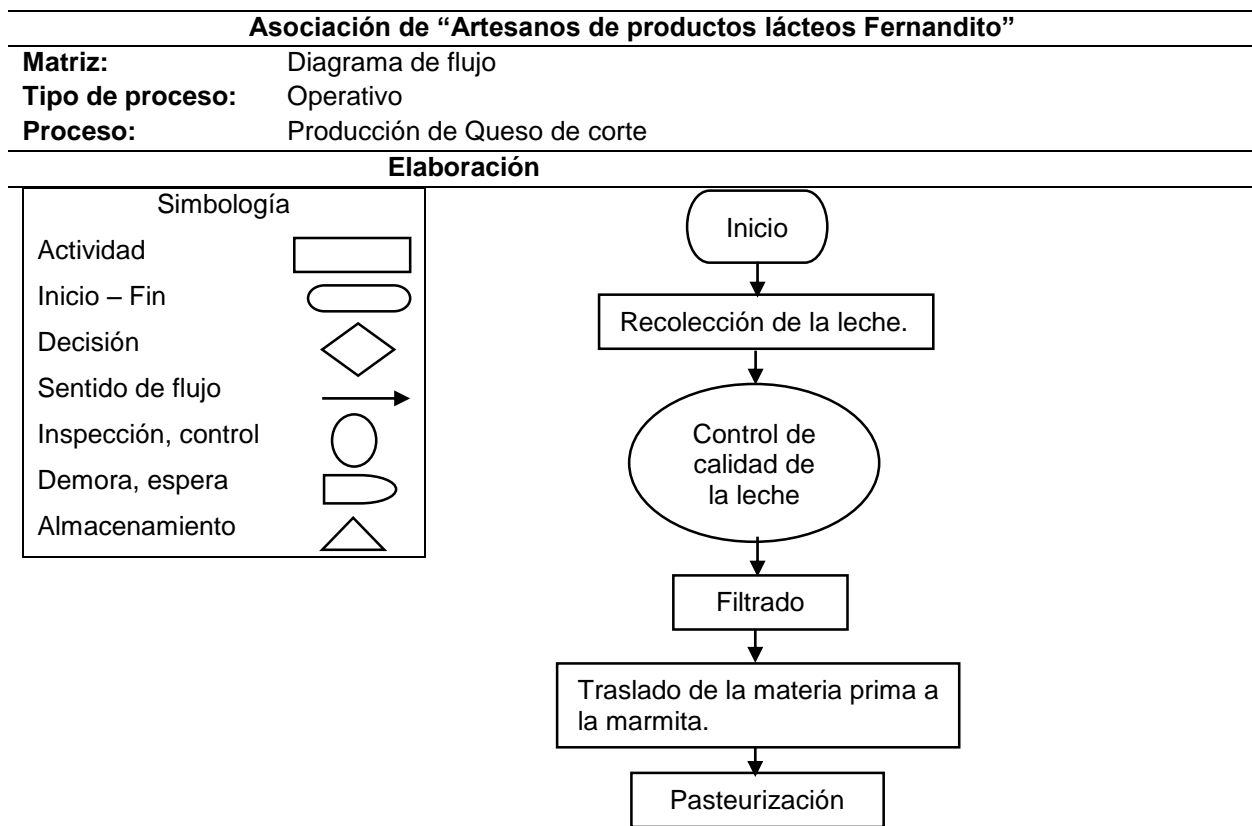 Asociación de “Artesanos de productos lácteos Fernandito”
Matriz: Diagrama de flujo
Tipo de proceso: Operativo
Proceso: Producción de Queso de corte
Elaboración
Simbología
Actividad
Inicio – Fin
Decisión
Sentido de flujo
Inspección, control
Demora, espera
Almacenamiento
Inicio
Recolección de la leche.
Control de
calidad de
la leche
Filtrado
Traslado de la materia prima a
la marmita.
Pasteurización